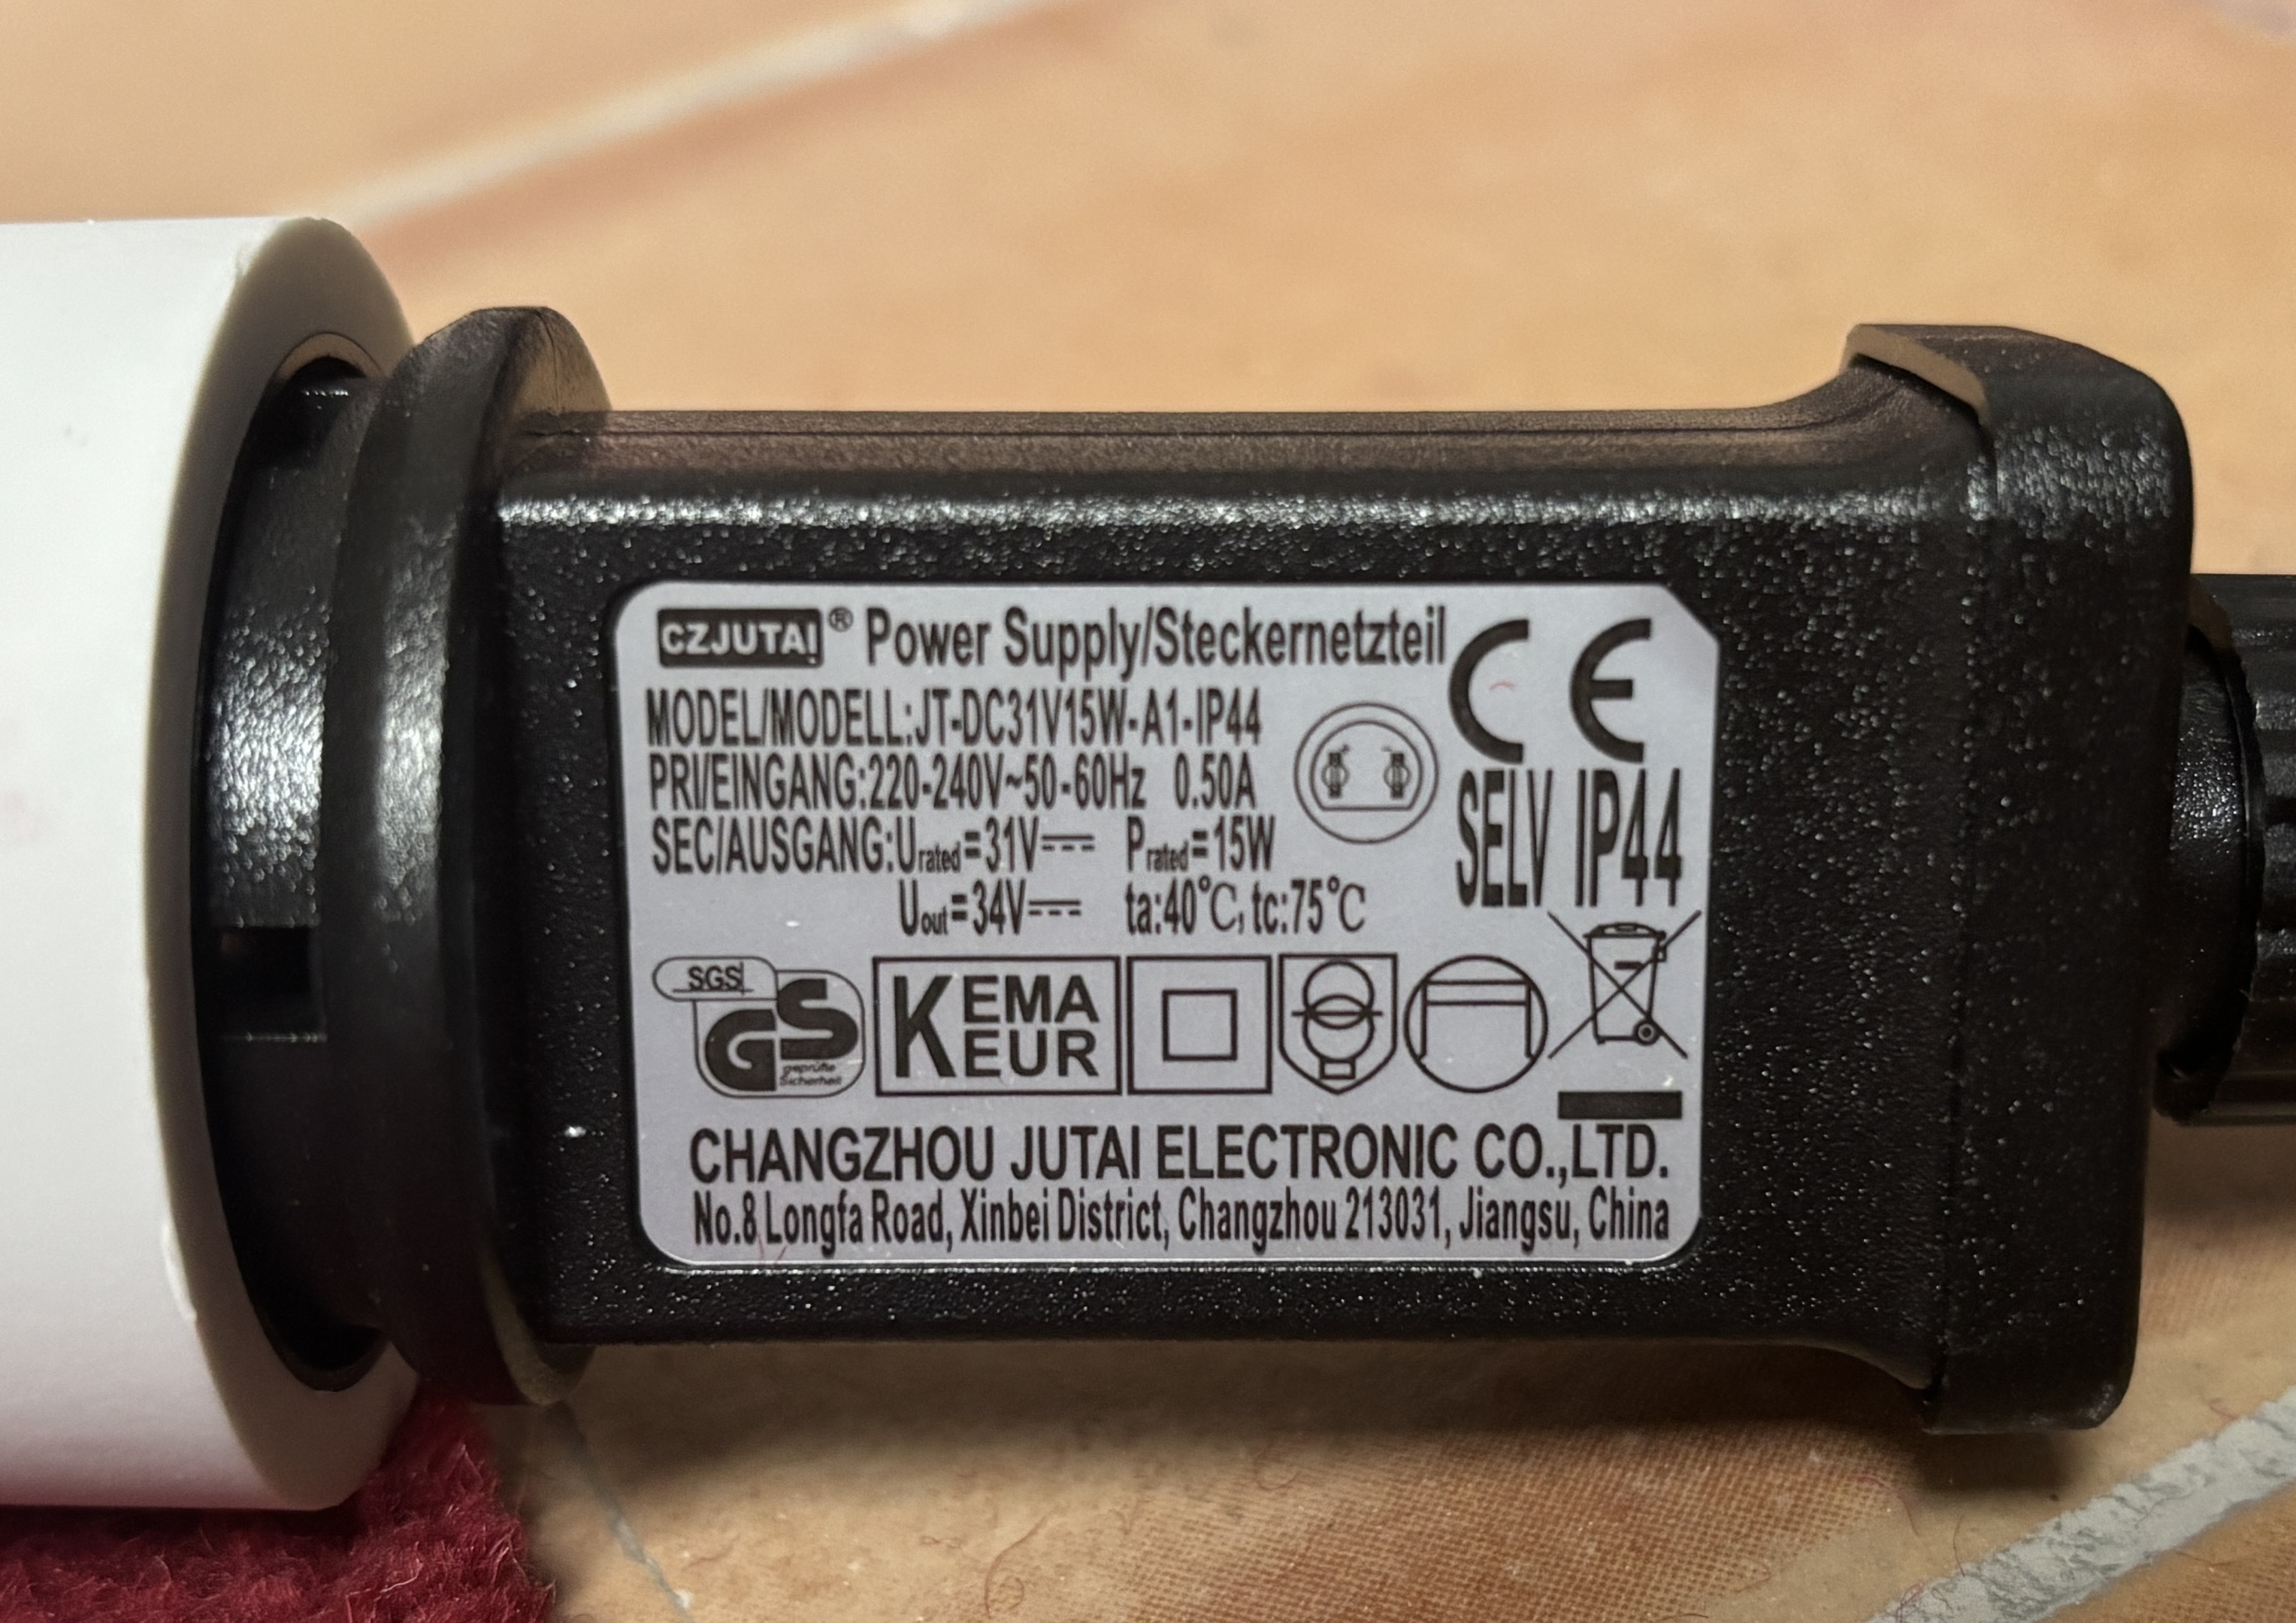 CZJUTAI® Power Supply/Steckernetzteil CE
MODEL/MODELL:JT-DC31V15W-A1-IP44
PRI/EINGANG:220-240V~50-60Hz 0.50A
SEC/AUSGANG:Urated=31V⎓ Prated=15W
Uout=34V⎓ ta:40℃, tc:75℃
SELV IP44
SGS
GS
geprüfte
Sicherheit
KEMA
KEUR
CHANGZHOU JUTAI ELECTRONIC CO.,LTD.
No.8 Longfa Road, Xinbei District, Changzhou 213031, Jiangsu, China